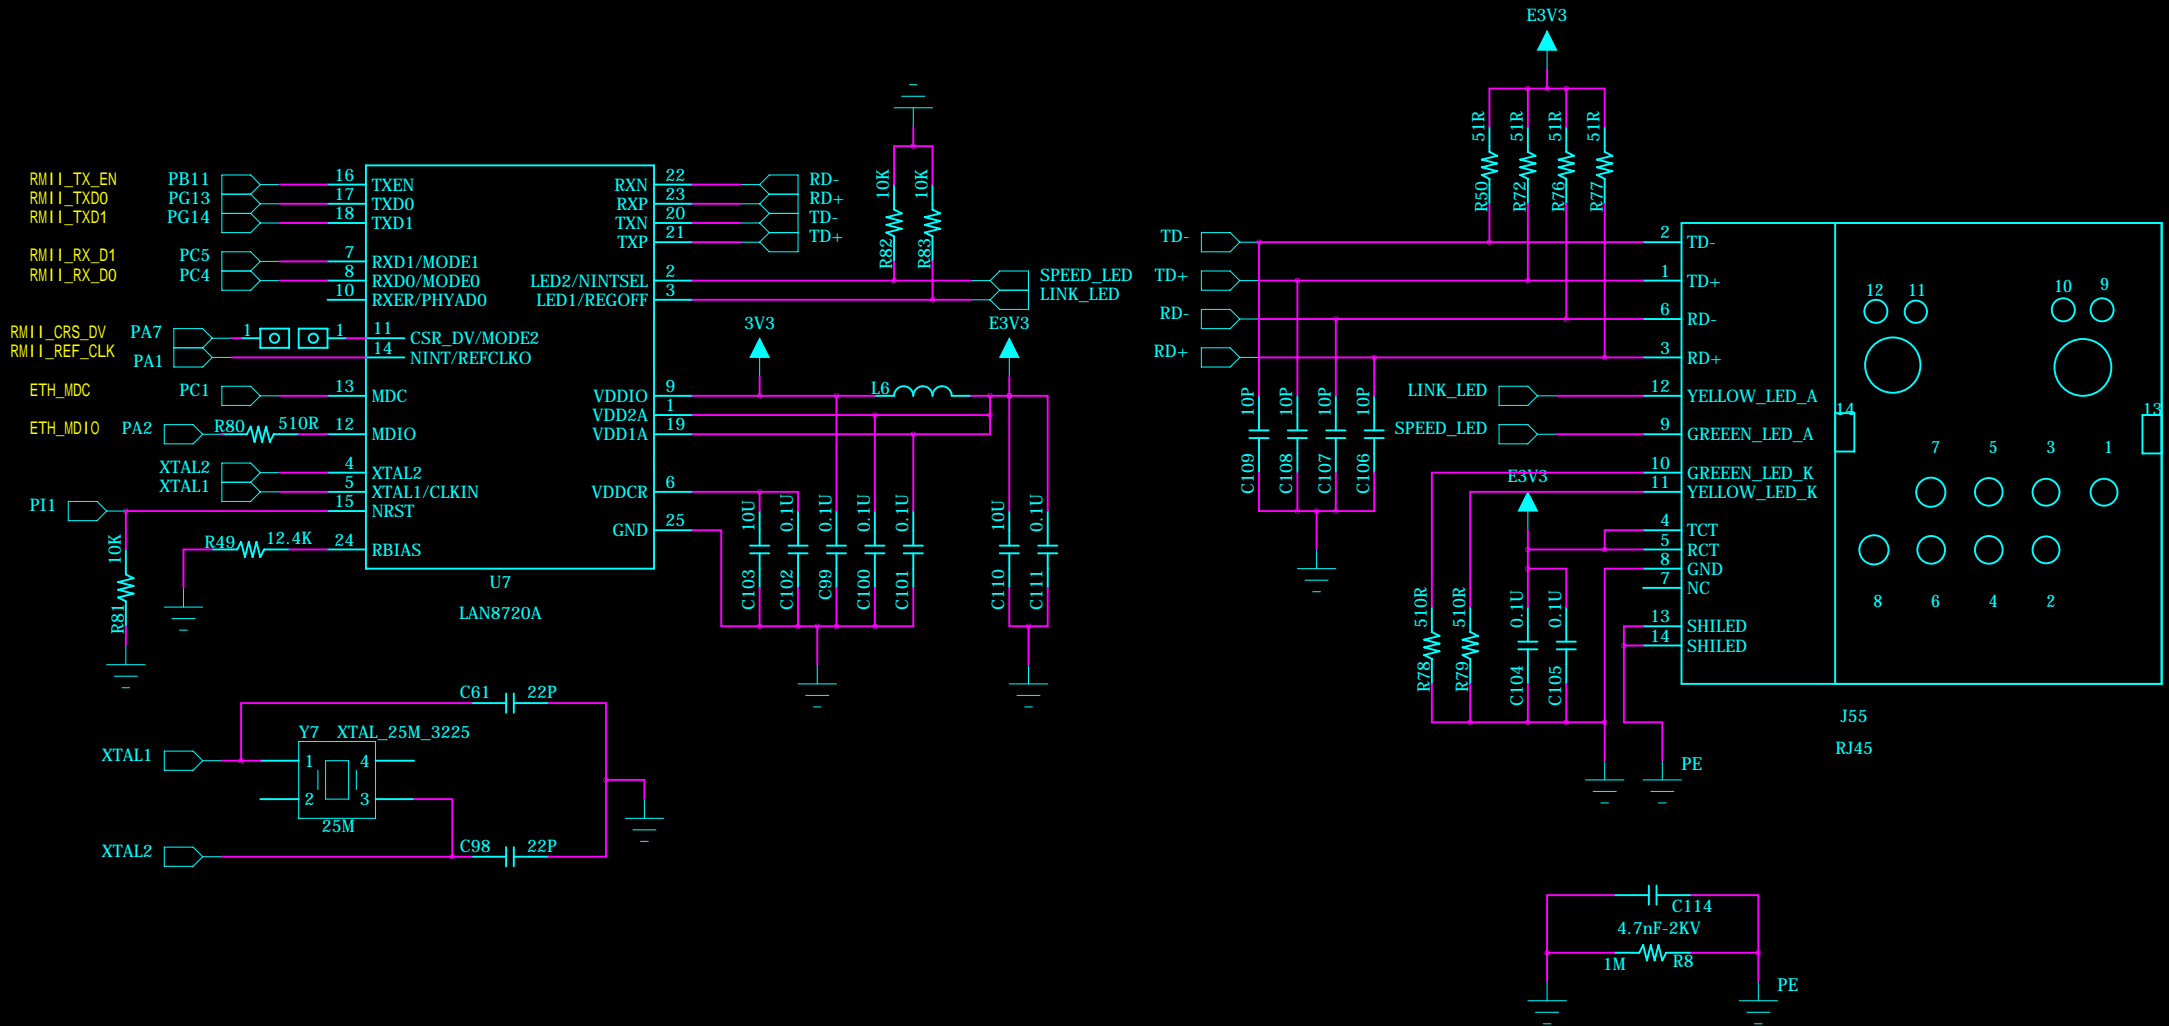 RMII_TX_EN PB11 16 TXEN
RMII_TXD0 PG13 17 TXD0
RMII_TXD1 PG14 18 TXD1
RMII_RX_D1 PC5 7 RXD1/MODE1
RMII_RX_D0 PC4 8 RXD0/MODE0
10 RXER/PHYAD0
RMII_CRS_DV PA7 1 1 11 CSR_DV/MODE2
RMII_REF_CLK PA1 14 NINT/REFCLKO
ETH_MDC PC1 13 MDC
ETH_MDIO PA2 R80 510R 12 MDIO
XTAL2 4 XTAL2
XTAL1 5 XTAL1/CLKIN
PI1 15 NRST
R49 12.4K 24 RBIAS
10K
R81
RXN 22 RD-
RXP 23 RD+
TXN 20 TD-
TXP 21 TD+
LED2/NINTSEL 2 SPEED_LED
LED1/REGOFF 3 LINK_LED
10K 10K
R82 R83
3V3 E3V3
VDDIO 9 L6
VDD2A 1
VDD1A 19
VDDCR 6
GND 25
10U 0.1U 0.1U 0.1U 0.1U 10U 0.1U
C103 C102 C99 C100 C101 C110 C111
U7
LAN8720A
C61 22P
Y7 XTAL_25M_3225
XTAL1 1 4
2 3
25M
XTAL2 C98 22P
E3V3
51R 51R 51R 51R
R50 R72 R76 R77
TD- 2 TD-
TD+ 1 TD+
RD- 6 RD-
RD+ 3 RD+
LINK_LED 12 YELLOW_LED_A
SPEED_LED 9 GREEEN_LED_A
10 GREEEN_LED_K
11 YELLOW_LED_K
4 TCT
5 RCT
8 GND
7 NC
13 SHILED
14 SHILED
10P 10P 10P 10P
C109 C108 C107 C106
E3V3
510R 510R 0.1U 0.1U
R78 R79 C104 C105
12 11 10 9
14 13
7 5 3 1
8 6 4 2
J55
RJ45
PE
C114
4.7nF-2KV
1M R8
PE